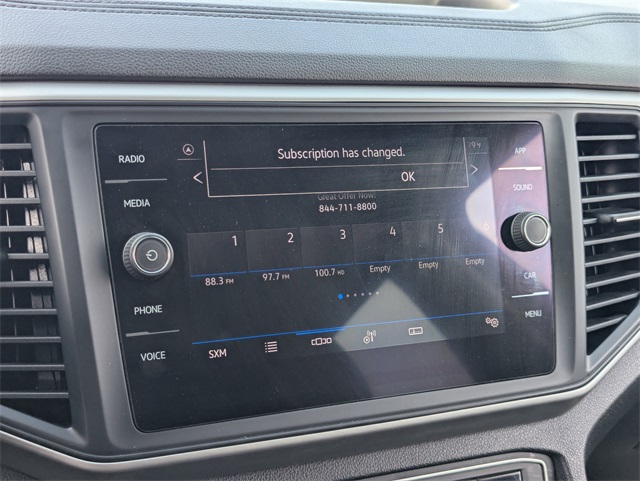 RADIO
MEDIA
PHONE
VOICE
Subscription has changed.
OK
Great Offer Now!
844-711-8800
1 2 3 4 5
88.3 FM 97.7 FM 100.7 HD Empty Empty Empty
SXM
APP
SOUND
CAR
MENU